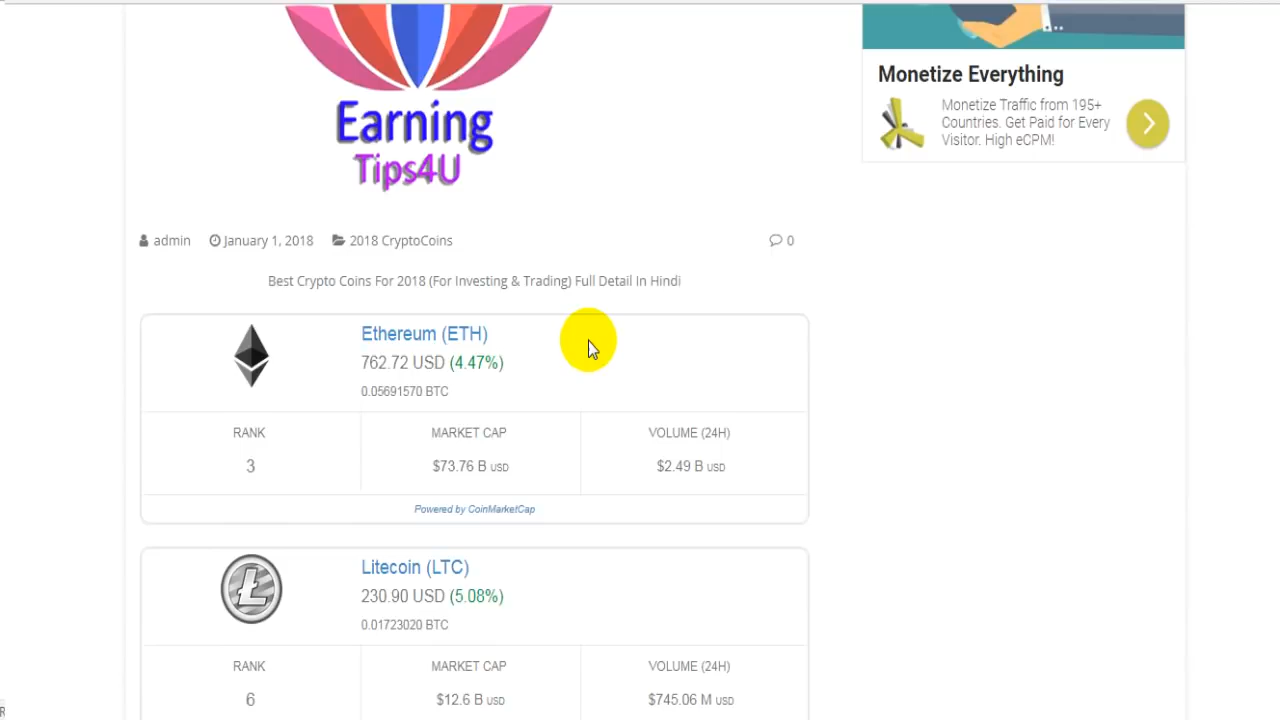 Earning
Tips4U
Monetize Everything
Monetize Traffic from 195+
Countries. Get Paid for Every
Visitor. High eCPM!
admin January 1, 2018 2018 CryptoCoins 0
Best Crypto Coins For 2018 (For Investing & Trading) Full Detail In Hindi
Ethereum (ETH)
762.72 USD (4.47%)
0.05691570 BTC
RANK MARKET CAP VOLUME (24H)
3 $73.76 B USD $2.49 B USD
Powered by CoinMarketCap
Litecoin (LTC)
230.90 USD (5.08%)
0.01723020 BTC
RANK MARKET CAP VOLUME (24H)
6 $12.6 B USD $745.06 M USD